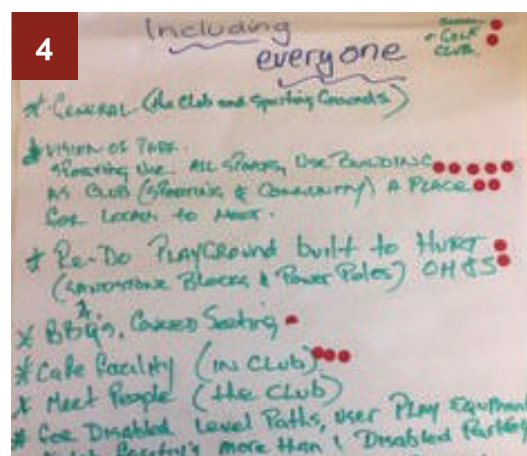 4
Including
everyone
+ GOLF
CLUB.
* GENERAL (the Club and Sporting Grounds)
* VISION OF PARK.
SPORTING USE ALL SPORTS, USE BUILDING
AS CLUB (SPORTING & COMMUNITY) A PLACE
FOR LOCALS TO MEET.
* Re-Do PLAYGROUND built to HURT
(SANDSTONE BLOCKS & Power Poles) OH&S
* BBQs, Covered Seating
* Cafe Facility (IN CLUB)
* Meet People (the CLUB)
* FOR Disabled Level Paths, user PLAY Equipment
more than 1 Disabled Parking